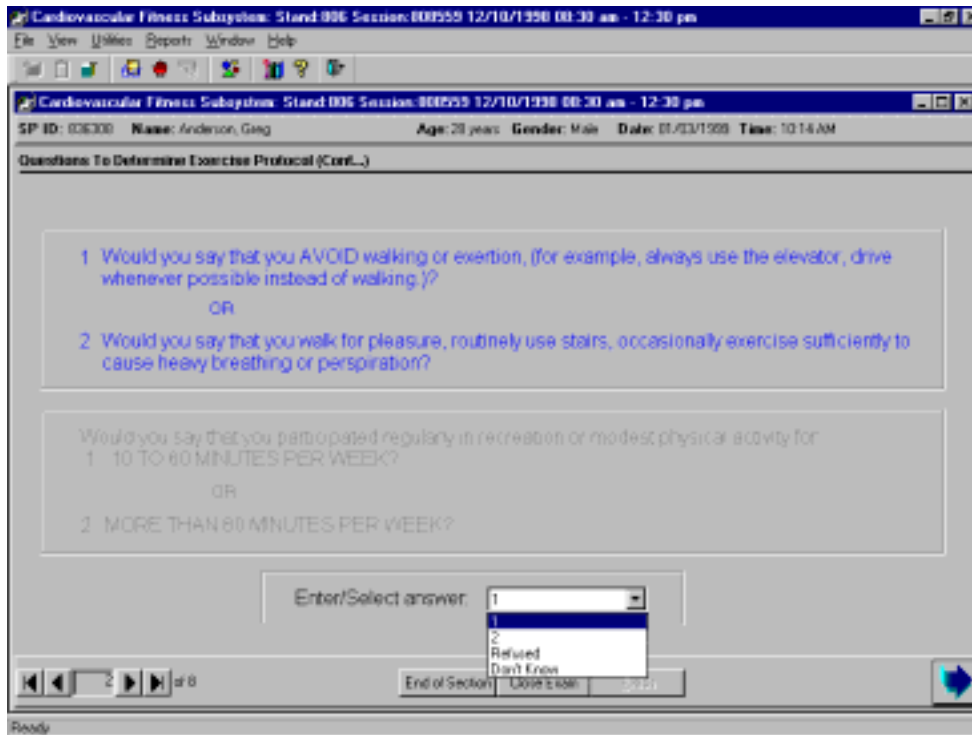 Cardiovascular Fitness Subsystem: Stand:006 Session:000559 12/10/1998 08:30 am - 12:30 pm
File View Utilities Reports Window Help
Cardiovascular Fitness Subsystem: Stand:006 Session:000559 12/10/1998 08:30 am - 12:30 pm
SP ID: 036300 Name: Anderson, Greg Age: 28 years Gender: Male Date: 01/03/1999 Time: 10:14 AM
Questions To Determine Exercise Protocol (Cont...)
1 Would you say that you AVOID walking or exertion, (for example, always use the elevator, drive
whenever possible instead of walking.)?
OR
2 Would you say that you walk for pleasure, routinely use stairs, occasionally exercise sufficiently to
cause heavy breathing or perspiration?
Would you say that you participated regularly in recreation or modest physical activity for
1 10 TO 60 MINUTES PER WEEK?
OR
2 MORE THAN 60 MINUTES PER WEEK?
Enter/Select answer: 1
1
2
Refused
Don't Know
2 of 8 End of Section Close Exam
Ready